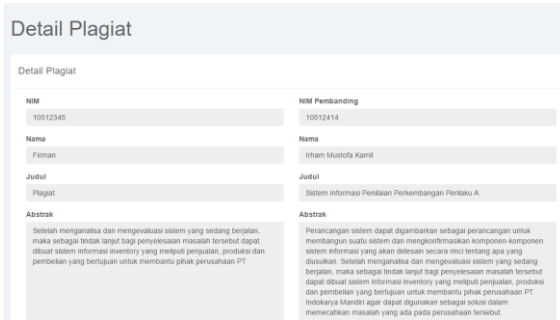 Detail Plagiat
Detail Plagiat
NIM
10512345
Nama
Firman
Judul
Plagiat
Abstrak
Setelah menganalisa dan mengevaluasi sistem yang sedang berjalan,
maka sebagai tindak lanjut bagi penyelesaian masalah tersebut dapat
dibuat sistem informasi inventory yang meliputi penjualan, produksi dan
pembelian yang bertujuan untuk membantu pihak perusahaan PT
NIM Pembanding
10512414
Nama
Irham Mustofa Kamil
Judul
Sistem Informasi Penilaian Perkembangan Perilaku A
Abstrak
Perancangan sistem dapat digambarkan sebagai perancangan untuk
membangun suatu sistem dan mengkonfirmasikan komponen-komponen
sistem informasi yang akan didesain secara rinci tentang apa yang
diusulkan. Setelah menganalisa dan mengevaluasi sistem yang sedang
berjalan, maka sebagai tindak lanjut bagi penyelesaian masalah tersebut
dapat dibuat sistem informasi inventory yang meliputi penjualan, produksi
dan pembelian yang bertujuan untuk membantu pihak perusahaan PT.
Indokarya Mandiri agar dapat digunakan sebagai solusi dalam
memecahkan masalah yang ada pada perusahaan tersebut.